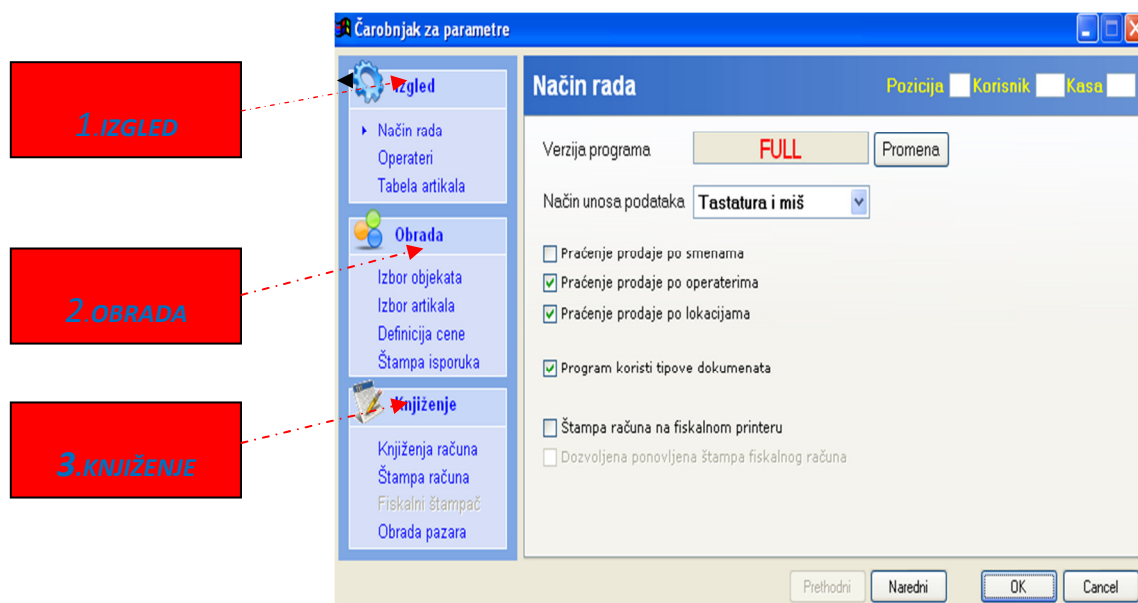 Čarobnjak za parametre
1.IZGLED
2.OBRADA
3.KNJIŽENJE
Izgled
Način rada
Operateri
Tabela artikala
Obrada
Izbor objekata
Izbor artikala
Definicija cene
Štampa isporuka
Knjiženje
Knjiženja računa
Štampa računa
Fiskalni štampač
Obrada pazara
Način rada
Pozicija Korisnik Kasa
Verzija programa FULL Promena
Način unosa podataka Tastatura i miš
Praćenje prodaje po smenama
Praćenje prodaje po operaterima
Praćenje prodaje po lokacijama
Program koristi tipove dokumenata
Štampa računa na fiskalnom printeru
Dozvoljena ponovljena štampa fiskalnog računa
Prethodni Naredni OK Cancel